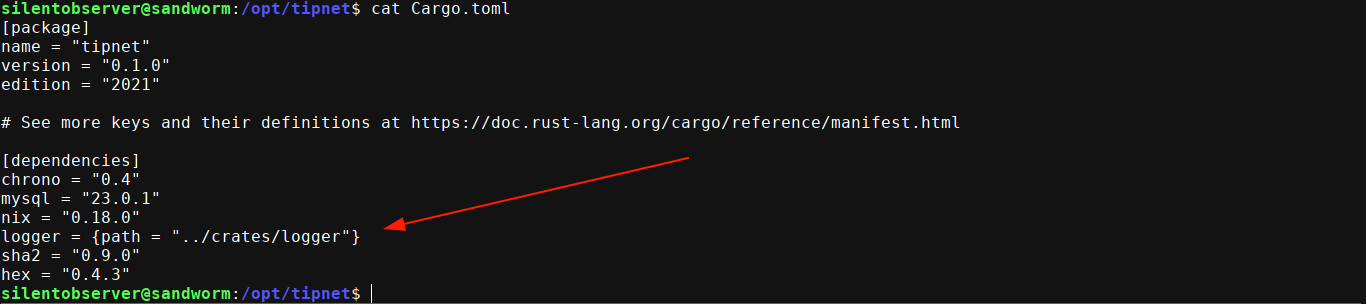 silentobserver@sandworm:/opt/tipnet$ cat Cargo.toml
[package]
name = "tipnet"
version = "0.1.0"
edition = "2021"
# See more keys and their definitions at https://doc.rust-lang.org/cargo/reference/manifest.html
[dependencies]
chrono = "0.4"
mysql = "23.0.1"
nix = "0.18.0"
logger = {path = "../crates/logger"}
sha2 = "0.9.0"
hex = "0.4.3"
silentobserver@sandworm:/opt/tipnet$